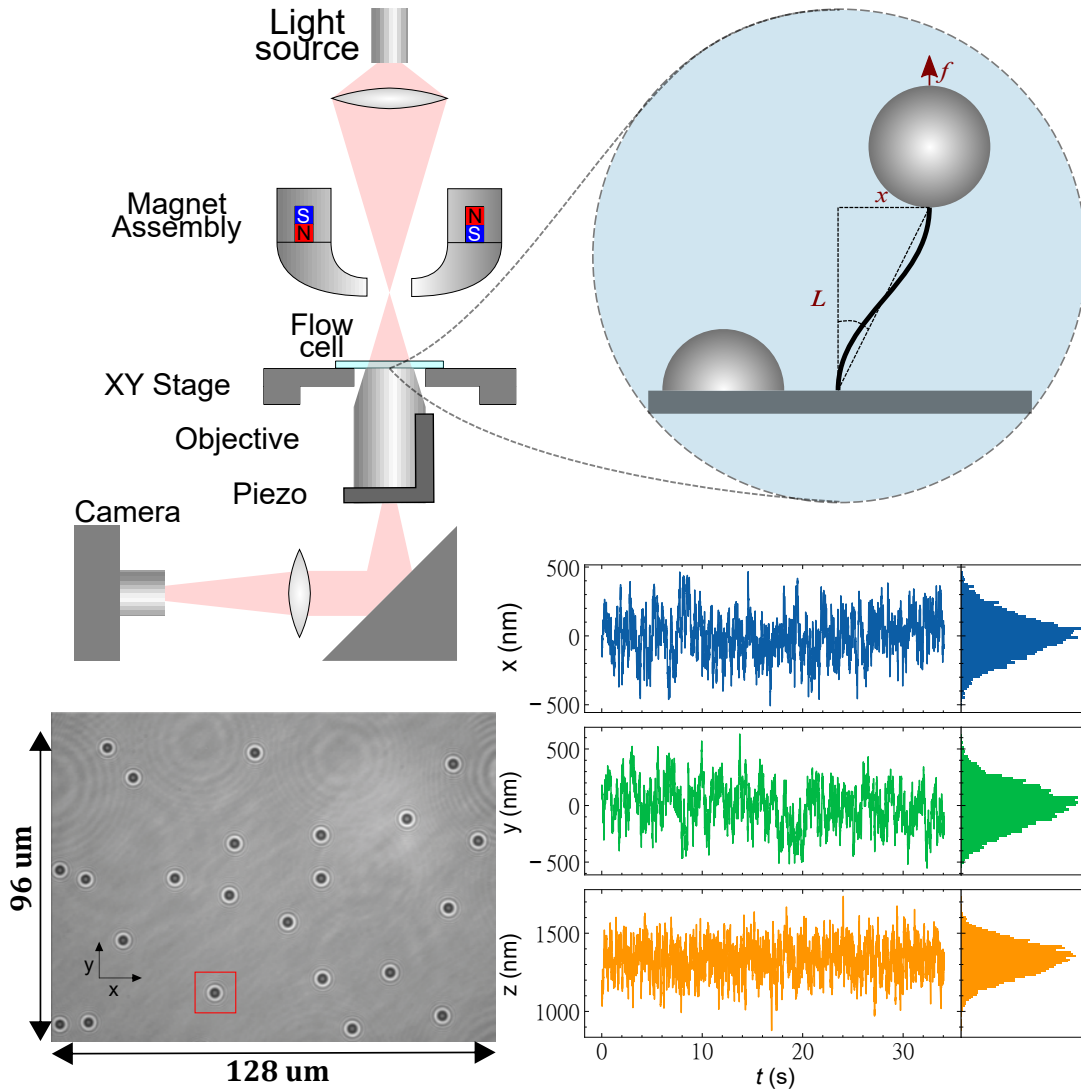 Light
source
Magnet
Assembly
S
N
N
S
Flow
cell
XY Stage
Objective
Piezo
Camera
f
x
L
96 um
y
x
128 um
x (nm)
500
0
−500
y (nm)
500
0
−500
z (nm)
1500
1000
0
10
20
30
t (s)